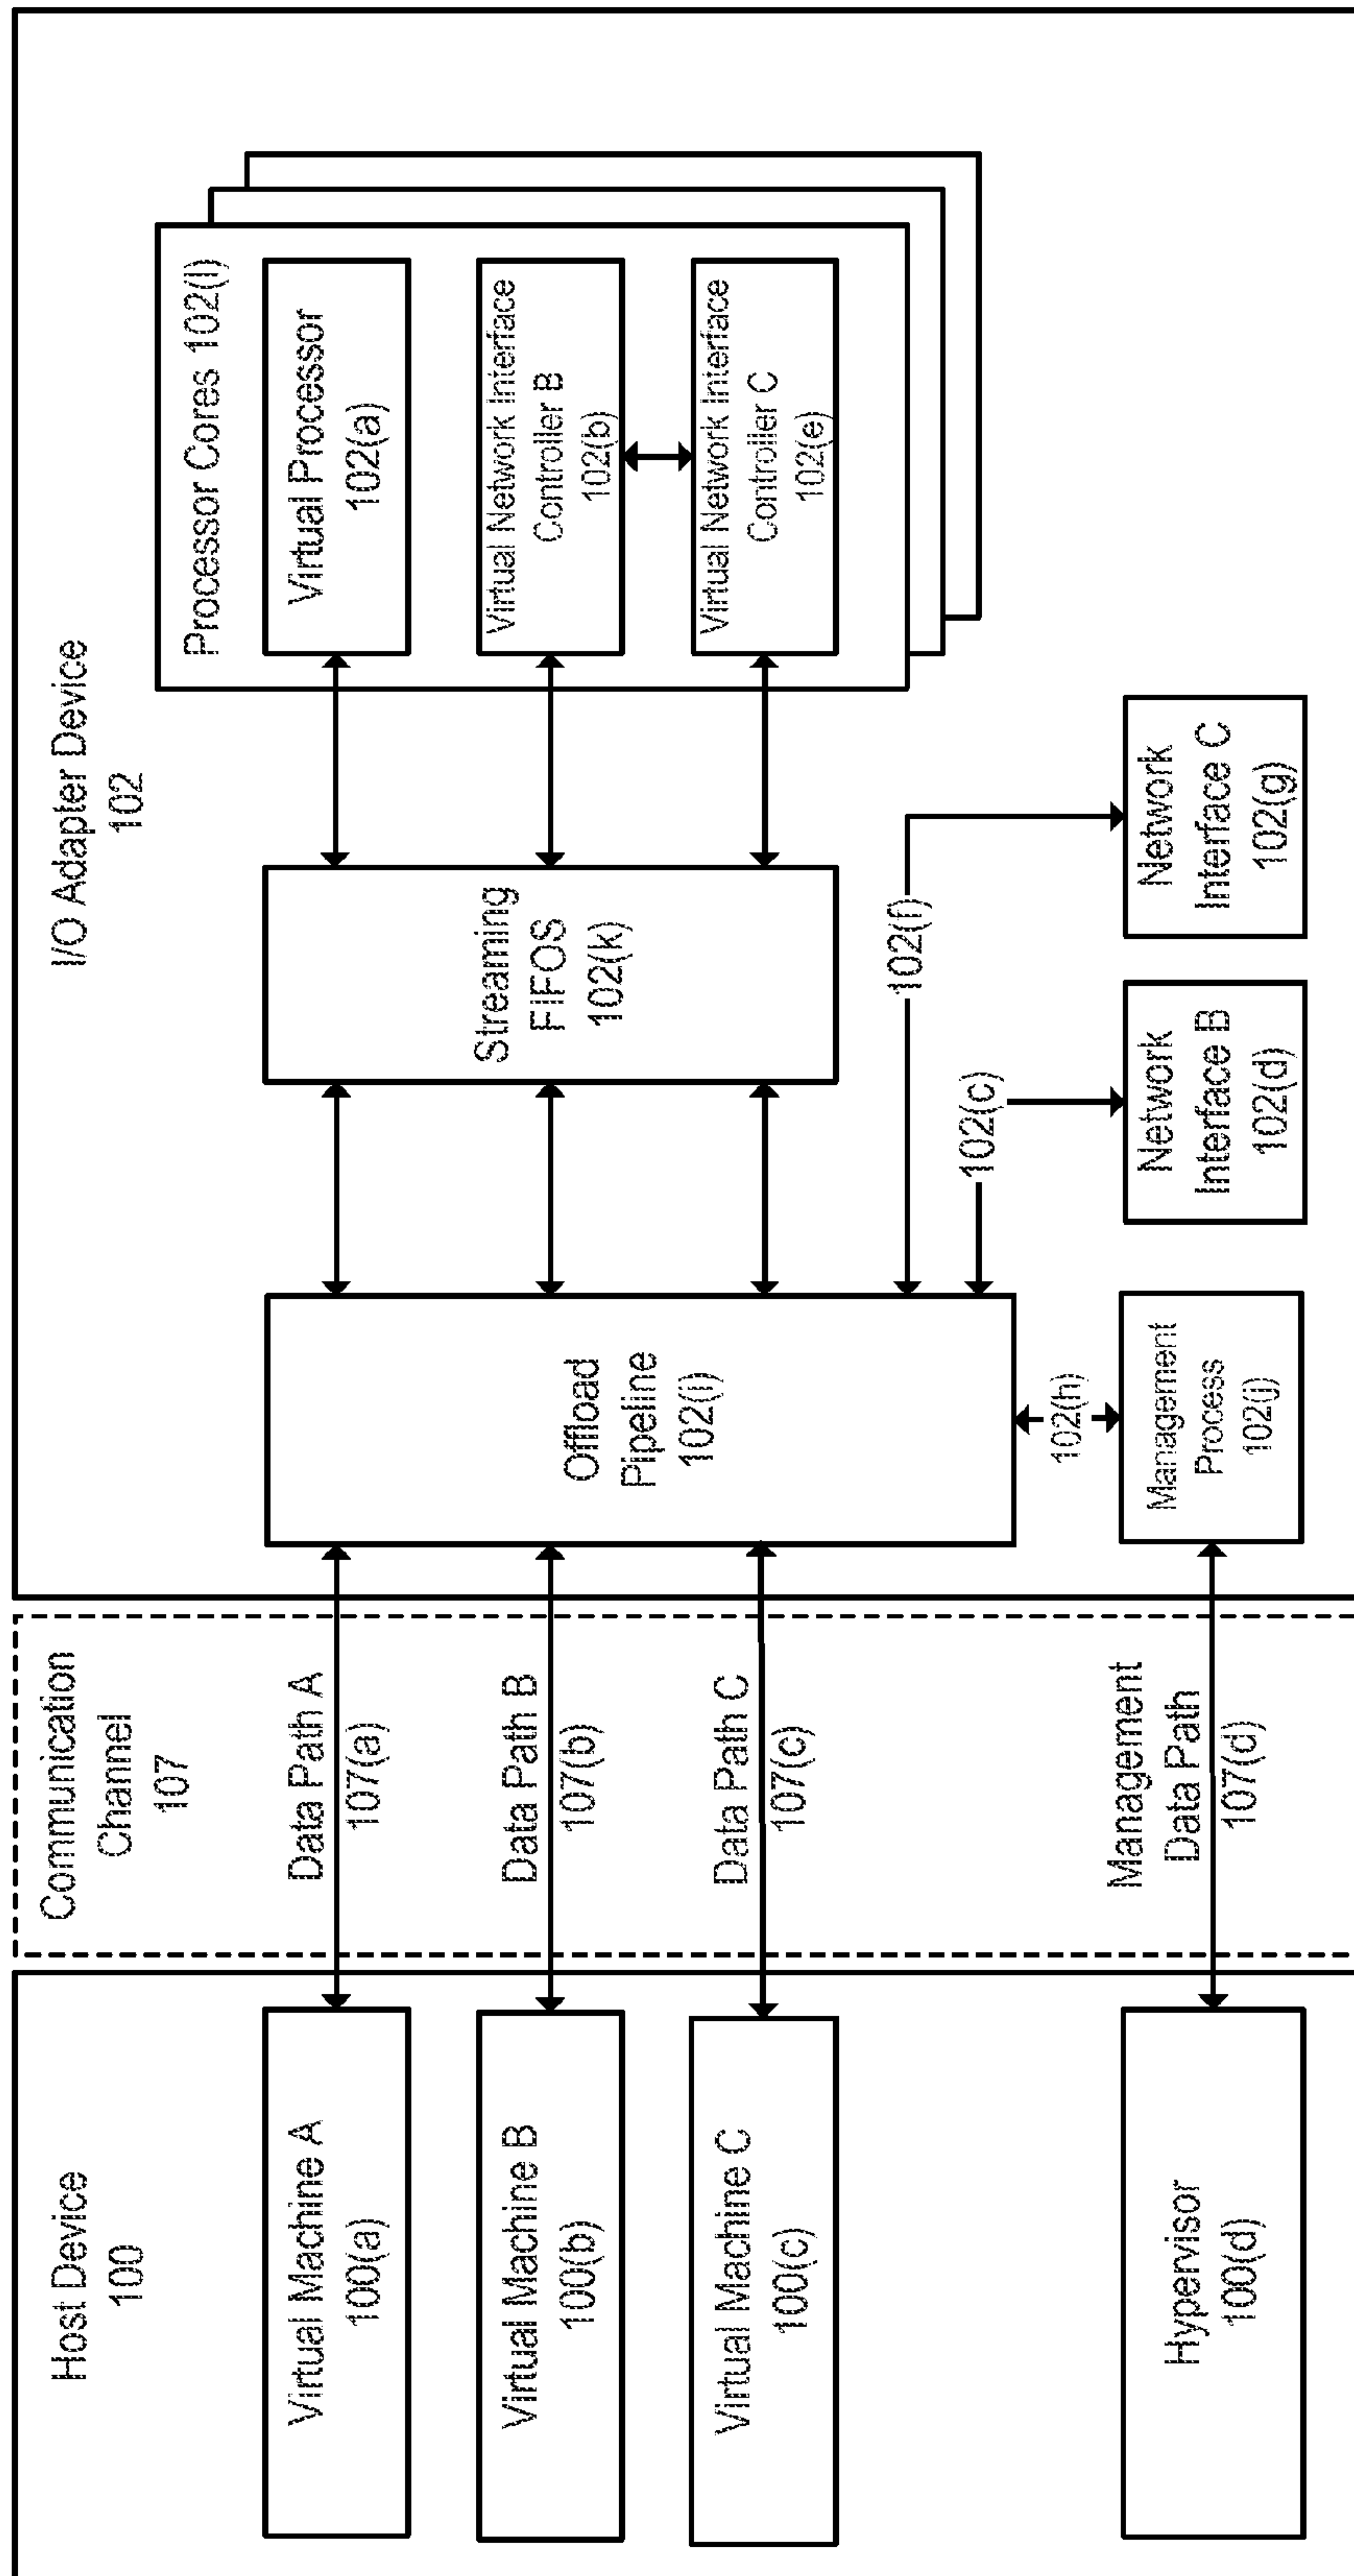 Host Device
100
Virtual Machine A
100(a)
Virtual Machine B
100(b)
Virtual Machine C
100(c)
Hypervisor
100(d)
Communication
Channel
107
Data Path A
107(a)
Data Path B
107(b)
Data Path C
107(c)
Management
Data Path
107(d)
I/O Adapter Device
102
Offload
Pipeline
102(i)
102(h)
Management
Process
102(j)
Streaming
FIFOS
102(k)
102(f)
102(c)
Network
Interface B
102(d)
Network
Interface C
102(g)
Processor Cores 102(l)
Virtual Processor
102(a)
Virtual Network Interface
Controller B
102(b)
Virtual Network Interface
Controller C
102(e)